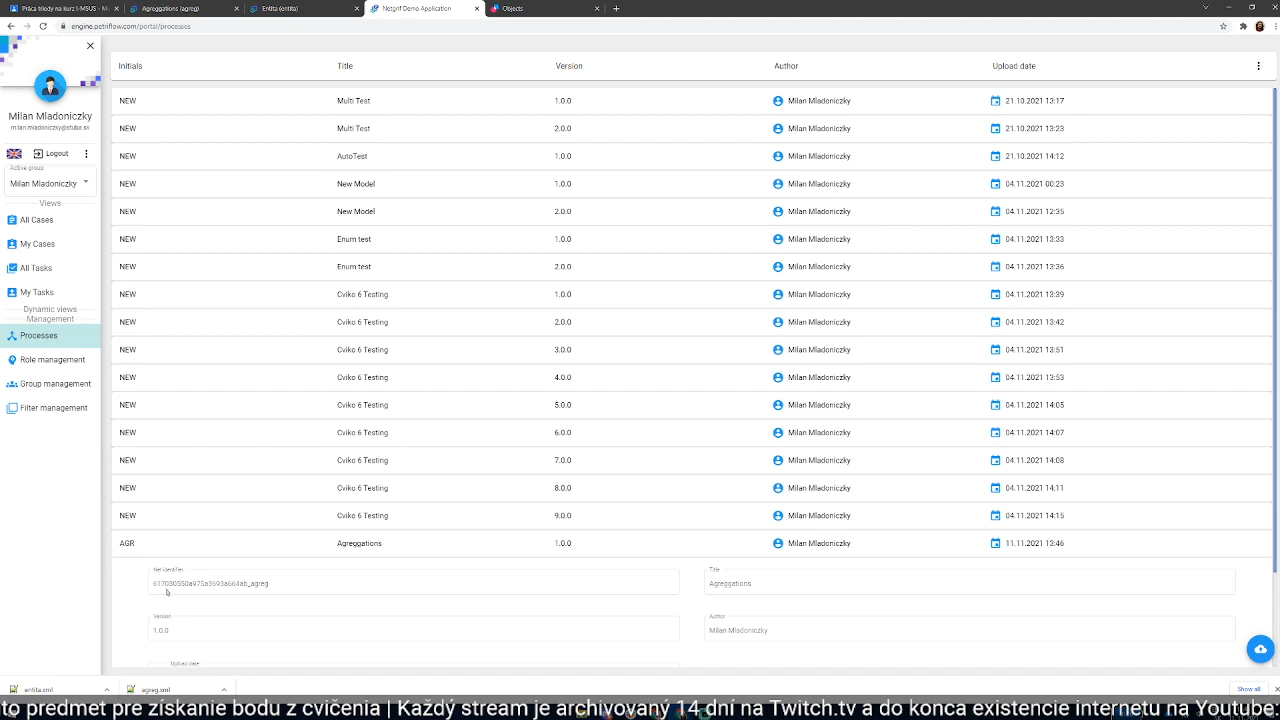 Práca triedy na kurz I-MSUS - M
Agreggations (agreg)
Entita (entita)
Netgrif Demo Application
Objects
engine.petriflow.com/portal/processes
Milan Mladoniczky
milan.mladoniczky@stuba.sk
Logout
Active group
Milan Mladoniczky
Views
All Cases
My Cases
All Tasks
My Tasks
Dynamic views
Management
Processes
Role management
Group management
Filter management
Initials Title Version Author Upload date
NEW Multi Test 1.0.0 Milan Mladoniczky 21.10.2021 13:17
NEW Multi Test 2.0.0 Milan Mladoniczky 21.10.2021 13:23
NEW AutoTest 1.0.0 Milan Mladoniczky 21.10.2021 14:12
NEW New Model 1.0.0 Milan Mladoniczky 04.11.2021 00:23
NEW New Model 2.0.0 Milan Mladoniczky 04.11.2021 12:35
NEW Enum test 1.0.0 Milan Mladoniczky 04.11.2021 13:33
NEW Enum test 2.0.0 Milan Mladoniczky 04.11.2021 13:36
NEW Cviko 6 Testing 1.0.0 Milan Mladoniczky 04.11.2021 13:39
NEW Cviko 6 Testing 2.0.0 Milan Mladoniczky 04.11.2021 13:42
NEW Cviko 6 Testing 3.0.0 Milan Mladoniczky 04.11.2021 13:51
NEW Cviko 6 Testing 4.0.0 Milan Mladoniczky 04.11.2021 13:53
NEW Cviko 6 Testing 5.0.0 Milan Mladoniczky 04.11.2021 14:05
NEW Cviko 6 Testing 6.0.0 Milan Mladoniczky 04.11.2021 14:07
NEW Cviko 6 Testing 7.0.0 Milan Mladoniczky 04.11.2021 14:08
NEW Cviko 6 Testing 8.0.0 Milan Mladoniczky 04.11.2021 14:11
NEW Cviko 6 Testing 9.0.0 Milan Mladoniczky 04.11.2021 14:15
AGR Agreggations 1.0.0 Milan Mladoniczky 11.11.2021 13:46
Net identifier
617030550a975a3693a664ab_agreg
Title
Agreggations
Version
1.0.0
Author
Milan Mladoniczky
Upload date
entita.xml
agreg.xml
Show all
to predmet pre získanie bodu z cvičenia | Každý stream je archivovaný 14 dní na Twitch.tv a do konca existencie internetu na Youtube